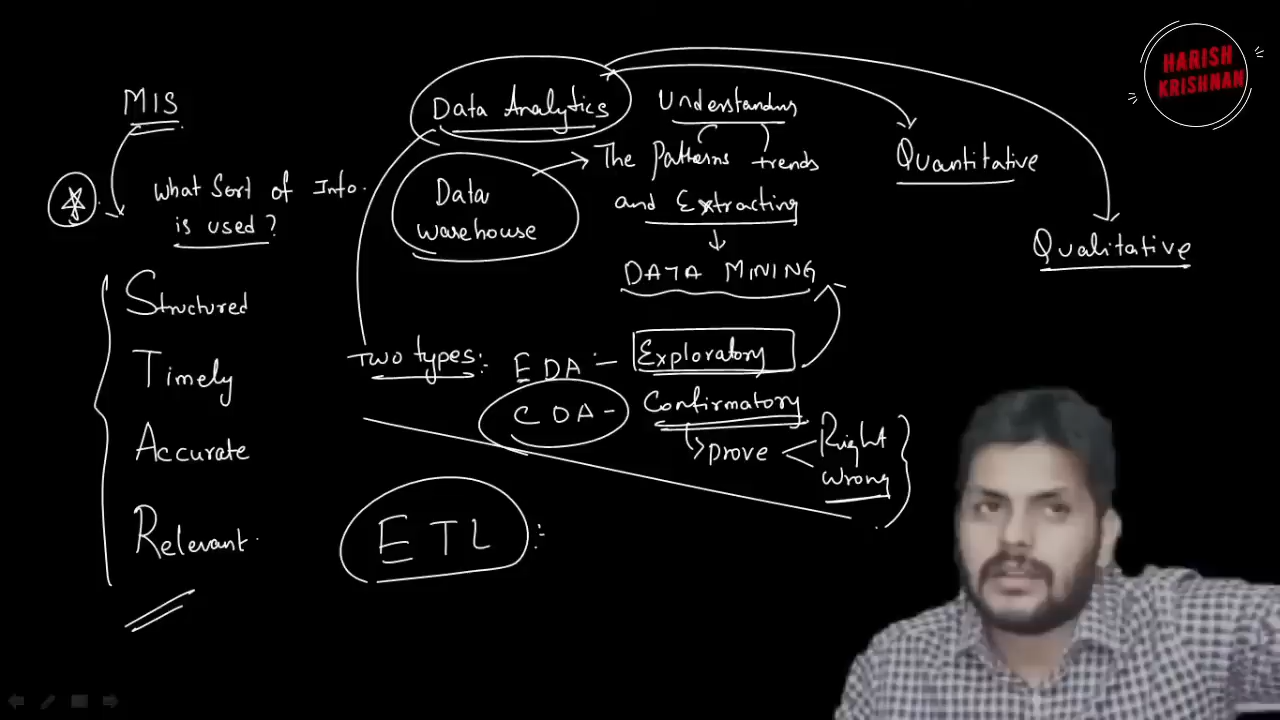 HARISH
KRISHNAN
MIS
What Sort of Info.
is used?
Structured
Timely
Accurate
Relevant.
Data Analytics
Data
warehouse
Understanding
The Patterns trends
and Extracting
DATA MINING
Quantitative
Qualitative
Two types:
EDA :- Exploratory
CDA - Confirmatory
prove
Right
wrong
ETL :